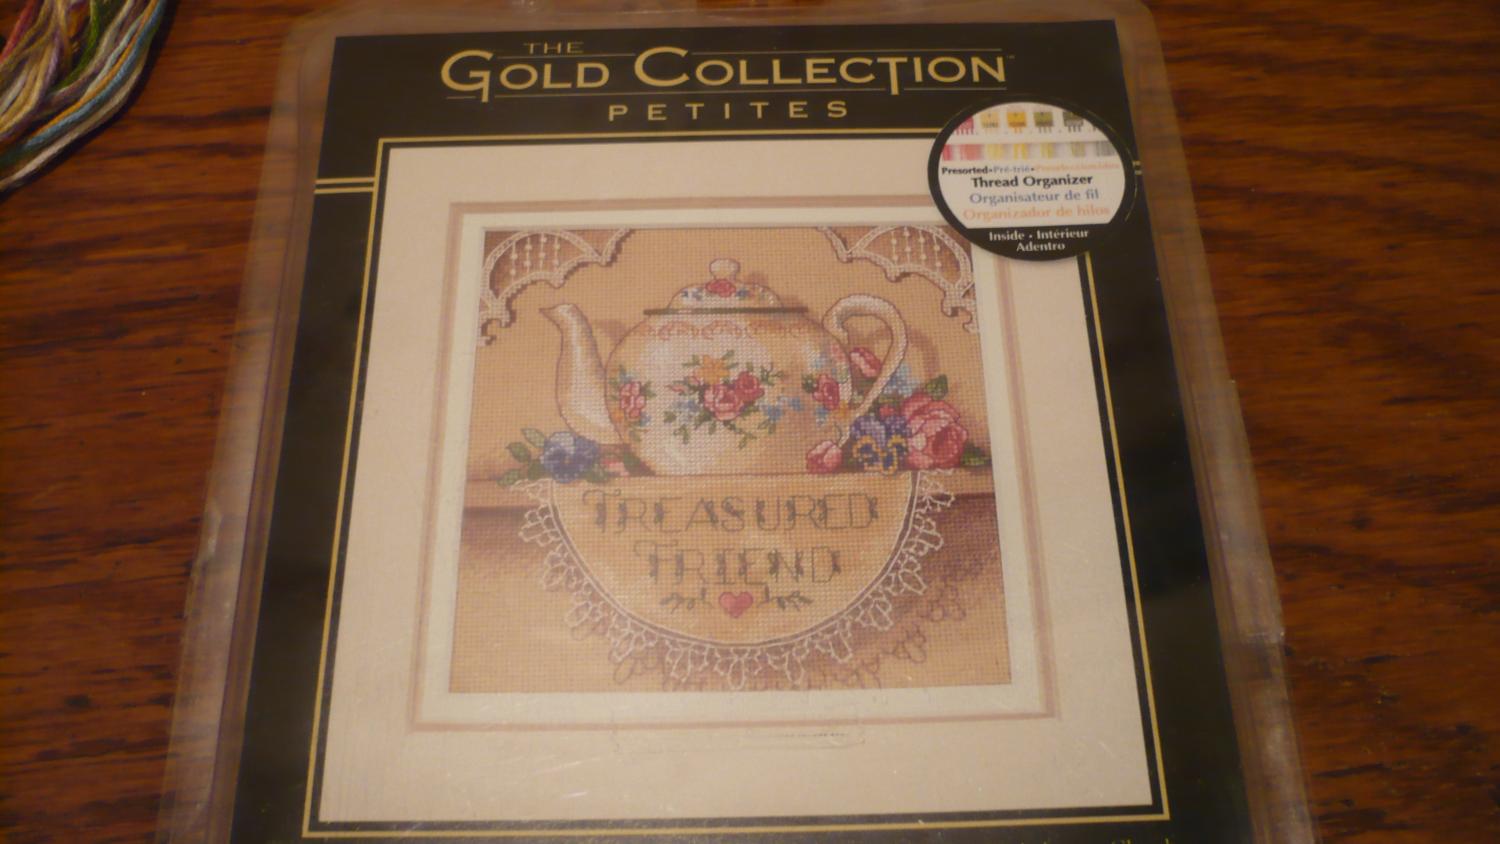 THE
GOLD COLLECTION
PETITES
Presorted•Pré-trié•
Thread Organizer
Organisateur de fil
Organizador de hilos
Inside • Intérieur
Adentro
TREASURED
FRIEND